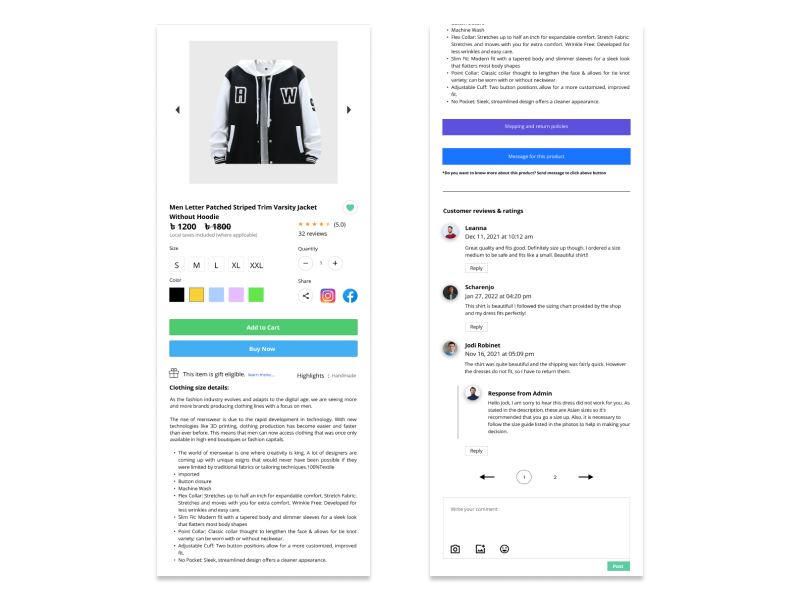 A W S
Men Letter Patched Striped Trim Varsity Jacket
Without Hoodie
৳ 1200 ৳ 1800
Local taxes included (where applicable)
(5.0)
32 reviews
Size
Quantity
S M L XL XXL
− 1 +
Color
Share
Add to Cart
Buy Now
This item is gift eligible. learn more...
Highlights : Handmade
Clothing size details:
As the fashion industry evolves and adapts to the digital age, we are seeing more
and more brands producing clothing lines with a focus on men.
The rise of menswear is due to the rapid development in technology. With new
technologies like 3D printing, clothing production has become easier and faster
than ever before. This means that men can now access clothing that was once only
available in high-end boutiques or fashion capitals.
• The world of menswear is one where creativity is king. A lot of designers are
coming up with unique esigns that would never have been possible if they
were limited by traditional fabrics or tailoring techniques.100%Textile
• Imported
• Button closure
• Machine Wash
• Flex Collar: Stretches up to half an inch for expandable comfort, Stretch Fabric:
Stretches and moves with you for extra comfort. Wrinkle Free: Developed for
less wrinkles and easy care.
• Slim Fit: Modern fit with a tapered body and slimmer sleeves for a sleek look
that flatters most body shapes
• Point Collar: Classic collar thought to lengthen the face & allows for tie knot
variety; can be worn with or without neckwear.
• Adjustable Cuff: Two button positions allow for a more customized, improved
fit,
• No Pocket: Sleek, streamlined design offers a cleaner appearance.
Button closure
• Machine Wash
• Flex Collar: Stretches up to half an inch for expandable comfort, Stretch Fabric:
Stretches and moves with you for extra comfort. Wrinkle Free: Developed for
less wrinkles and easy care.
• Slim Fit: Modern fit with a tapered body and slimmer sleeves for a sleek look
that flatters most body shapes
• Point Collar: Classic collar thought to lengthen the face & allows for tie knot
variety; can be worn with or without neckwear.
• Adjustable Cuff: Two button positions allow for a more customized, improved
fit,
• No Pocket: Sleek, streamlined design offers a cleaner appearance.
Shipping and return policies
Message for this product
*Do you want to know more about this product? Send message to click above button
Customer reviews & ratings
Leanna
Dec 11, 2021 at 10:12 am
Great quality and fits good. Definitely size up though. I ordered a size
medium to be safe and fits like a small. Beautiful shirt!!
Reply
Scharenjo
Jan 27, 2022 at 04:20 pm
This shirt is beautiful! I followed the sizing chart provided by the shop
and my dress fits perfectly!
Reply
Jodi Robinet
Nov 16, 2021 at 05:09 pm
The shirt was quite beautiful and the shipping was fairly quick. However
the dresses do not fix, so I have to return them.
Response from Admin
Hello Jodi, I am sorry to hear this dress did not work for you. As
stated in the description, these are Asian sizes so it's
recommended that you go a size up. Also, it is necessary to
follow the size guide listed in the photos to help in making your
decision.
Reply
1 2
Write your comment
Post